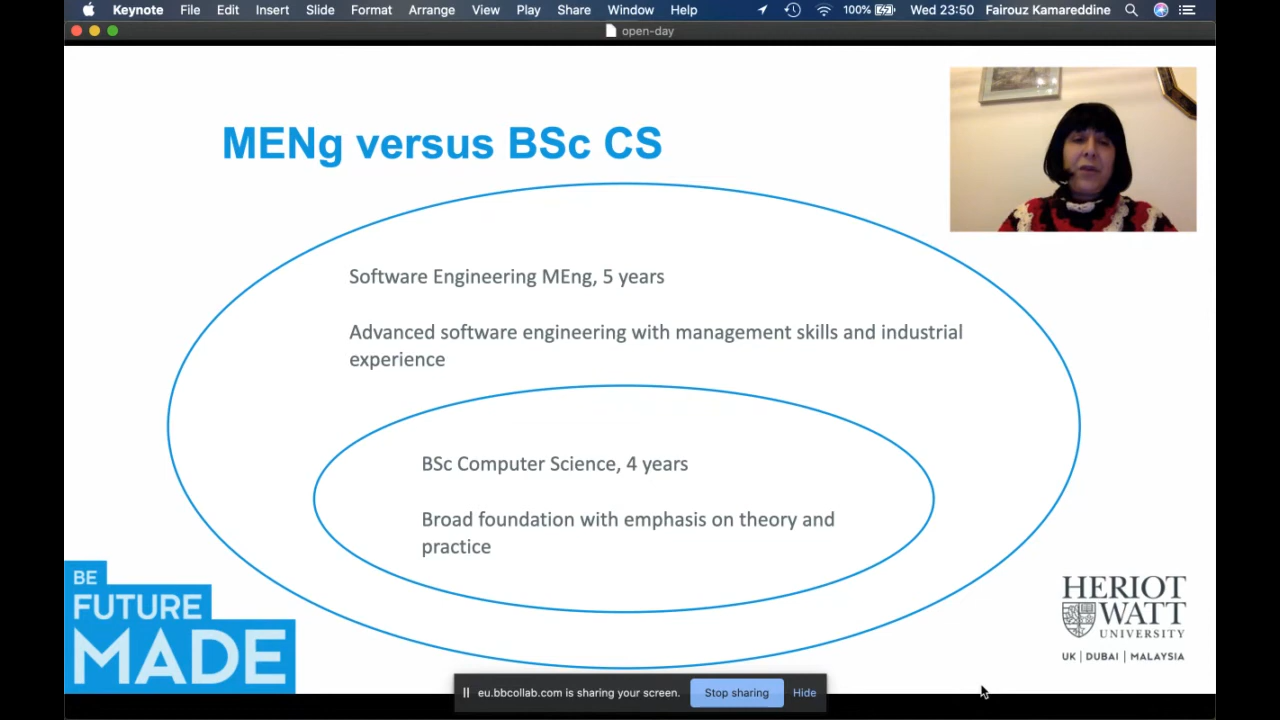 Keynote File Edit Insert Slide Format Arrange View Play Share Window Help 100% Wed 23:50 Fairouz Kamareddine
open-day
MENg versus BSc CS
Software Engineering MEng, 5 years
Advanced software engineering with management skills and industrial
experience
BSc Computer Science, 4 years
Broad foundation with emphasis on theory and
practice
BE
FUTURE
MADE
HERIOT
WATT
UNIVERSITY
UK | DUBAI | MALAYSIA
eu.bbcollab.com is sharing your screen. Stop sharing Hide